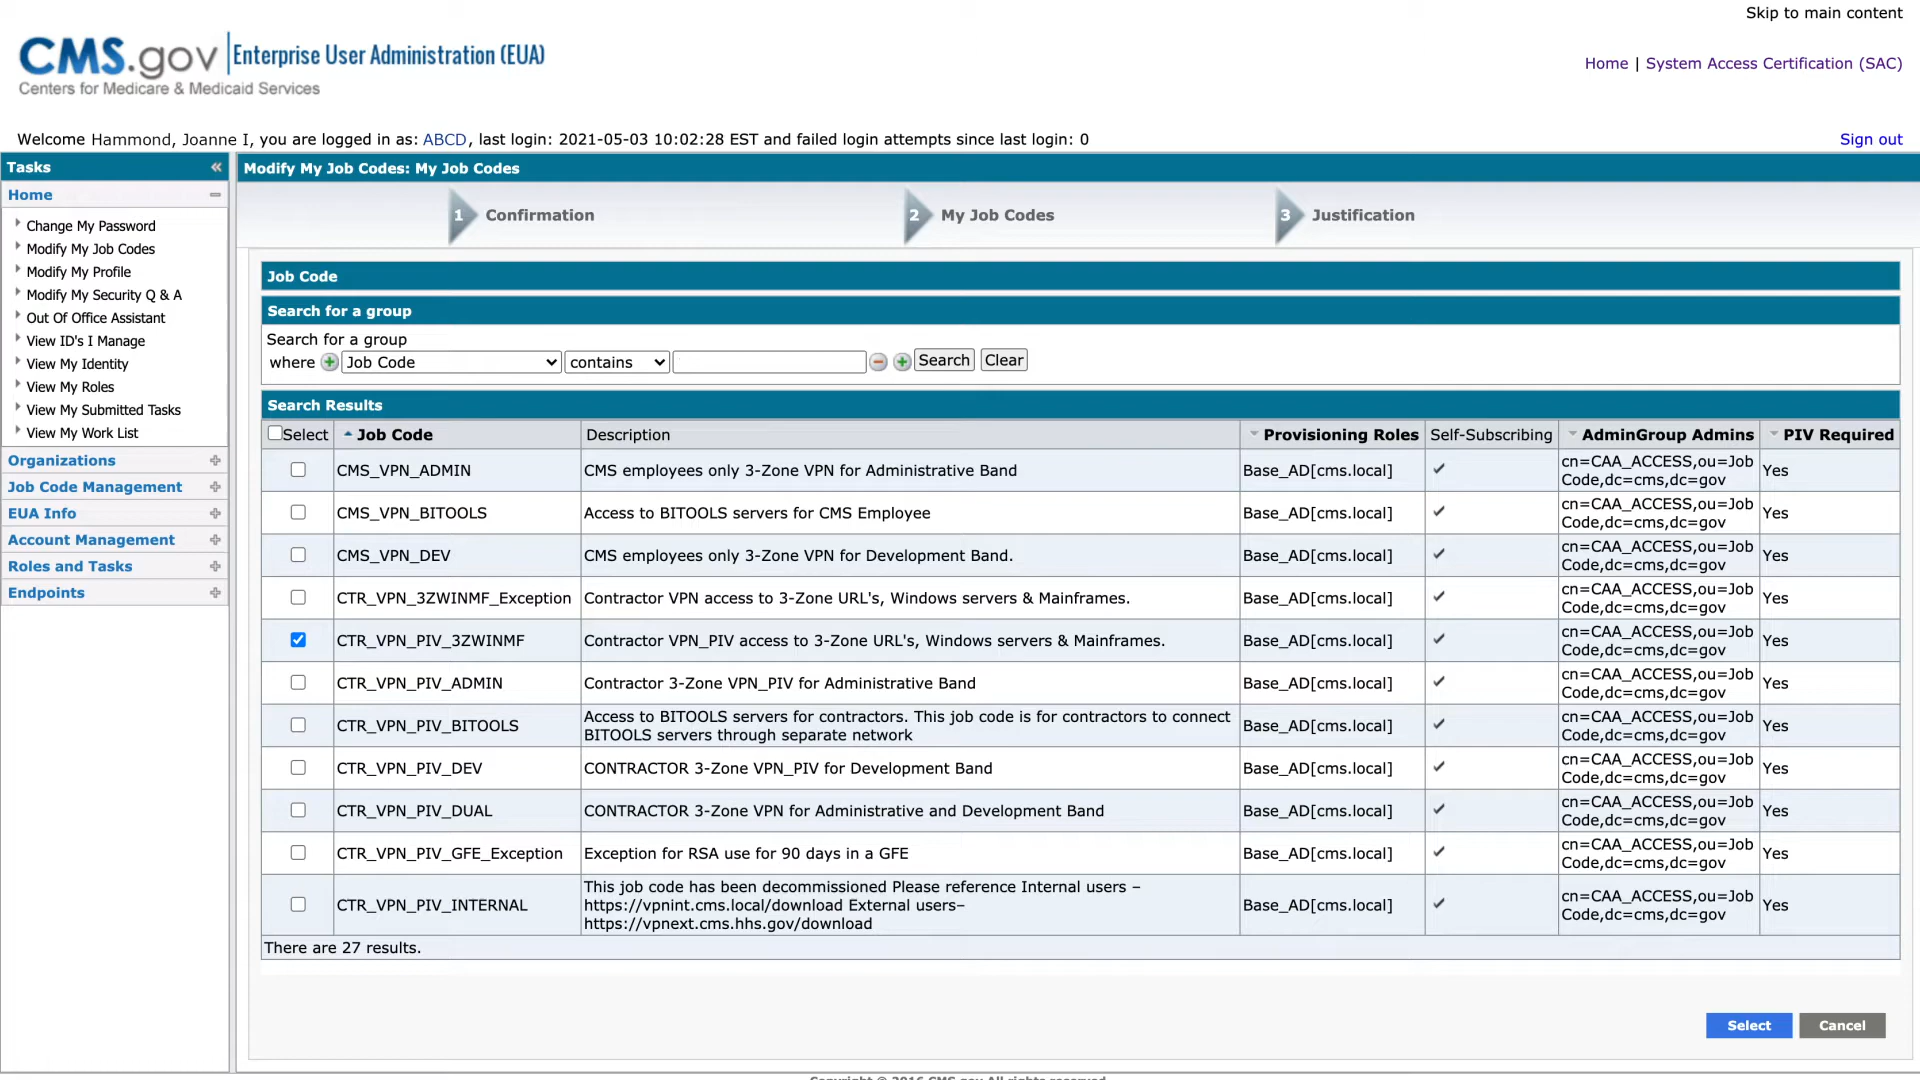 Skip to main content
CMS.gov Enterprise User Administration (EUA)
Centers for Medicare & Medicaid Services
Home | System Access Certification (SAC)
Welcome Hammond, Joanne I, you are logged in as: ABCD, last login: 2021-05-03 10:02:28 EST and failed login attempts since last login: 0
Sign out
Tasks
Home
Change My Password
Modify My Job Codes
Modify My Profile
Modify My Security Q & A
Out Of Office Assistant
View ID's I Manage
View My Identity
View My Roles
View My Submitted Tasks
View My Work List
Organizations
Job Code Management
EUA Info
Account Management
Roles and Tasks
Endpoints
Modify My Job Codes: My Job Codes
1 Confirmation 2 My Job Codes 3 Justification
Job Code
Search for a group
Search for a group
where Job Code contains Search Clear
Search Results
Select Job Code Description Provisioning Roles Self-Subscribing AdminGroup Admins PIV Required
CMS_VPN_ADMIN CMS employees only 3-Zone VPN for Administrative Band Base_AD[cms.local] cn=CAA_ACCESS,ou=Job Yes
Code,dc=cms,dc=gov
CMS_VPN_BITOOLS Access to BITOOLS servers for CMS Employee Base_AD[cms.local] cn=CAA_ACCESS,ou=Job Yes
Code,dc=cms,dc=gov
CMS_VPN_DEV CMS employees only 3-Zone VPN for Development Band. Base_AD[cms.local] cn=CAA_ACCESS,ou=Job Yes
Code,dc=cms,dc=gov
CTR_VPN_3ZWINMF_Exception Contractor VPN access to 3-Zone URL's, Windows servers & Mainframes. Base_AD[cms.local] cn=CAA_ACCESS,ou=Job Yes
Code,dc=cms,dc=gov
CTR_VPN_PIV_3ZWINMF Contractor VPN_PIV access to 3-Zone URL's, Windows servers & Mainframes. Base_AD[cms.local] cn=CAA_ACCESS,ou=Job Yes
Code,dc=cms,dc=gov
CTR_VPN_PIV_ADMIN Contractor 3-Zone VPN_PIV for Administrative Band Base_AD[cms.local] cn=CAA_ACCESS,ou=Job Yes
Code,dc=cms,dc=gov
CTR_VPN_PIV_BITOOLS Access to BITOOLS servers for contractors. This job code is for contractors to connect Base_AD[cms.local] cn=CAA_ACCESS,ou=Job Yes
BITOOLS servers through separate network Code,dc=cms,dc=gov
CTR_VPN_PIV_DEV CONTRACTOR 3-Zone VPN_PIV for Development Band Base_AD[cms.local] cn=CAA_ACCESS,ou=Job Yes
Code,dc=cms,dc=gov
CTR_VPN_PIV_DUAL CONTRACTOR 3-Zone VPN for Administrative and Development Band Base_AD[cms.local] cn=CAA_ACCESS,ou=Job Yes
Code,dc=cms,dc=gov
CTR_VPN_PIV_GFE_Exception Exception for RSA use for 90 days in a GFE Base_AD[cms.local] cn=CAA_ACCESS,ou=Job Yes
Code,dc=cms,dc=gov
CTR_VPN_PIV_INTERNAL This job code has been decommissioned Please reference Internal users – Base_AD[cms.local] cn=CAA_ACCESS,ou=Job Yes
https://vpnint.cms.local/download External users– Code,dc=cms,dc=gov
https://vpnext.cms.hhs.gov/download
There are 27 results.
Select Cancel
Copyright © 2016 CMS.gov All rights reserved